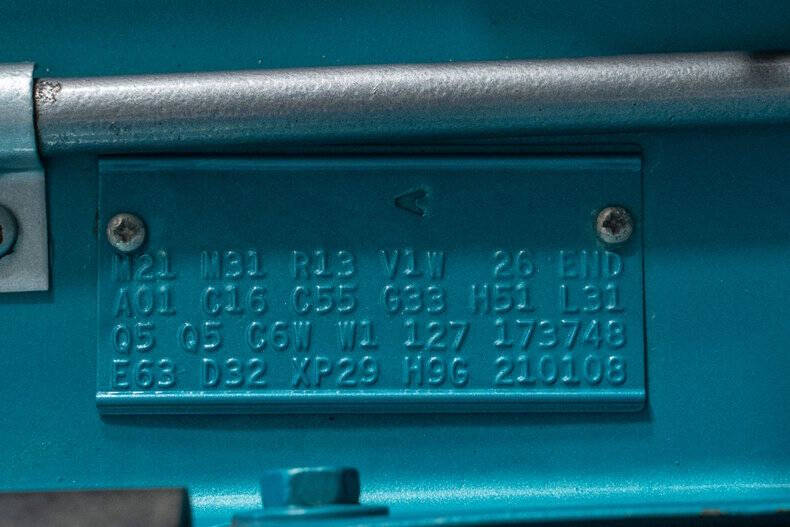 A
M21 M31 R13 V1W 26 END
A01 C16 C55 G33 H51 L31
Q5 Q5 C6W W1 127 173748
E63 D32 XP29 H9G 210108